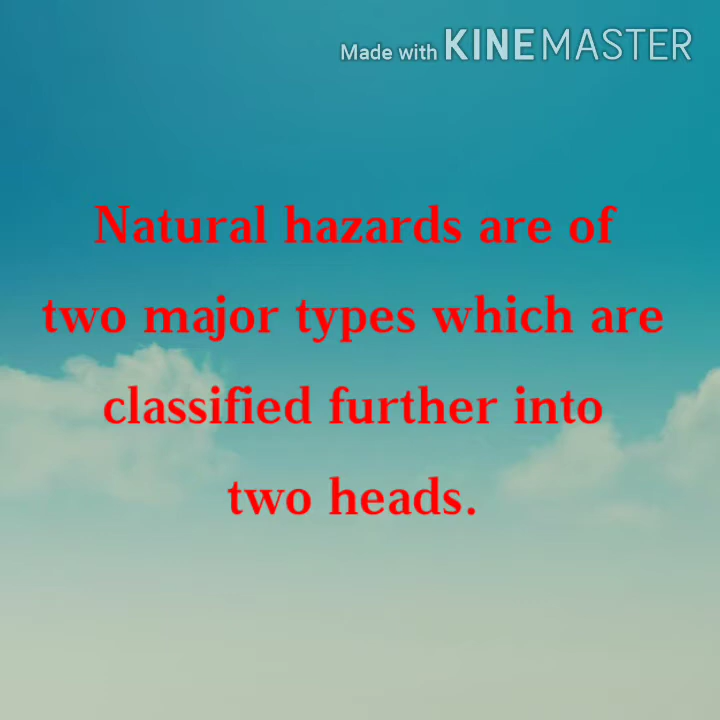 Made with KINEMASTER
Natural hazards are of
two major types which are
classified further into
two heads.